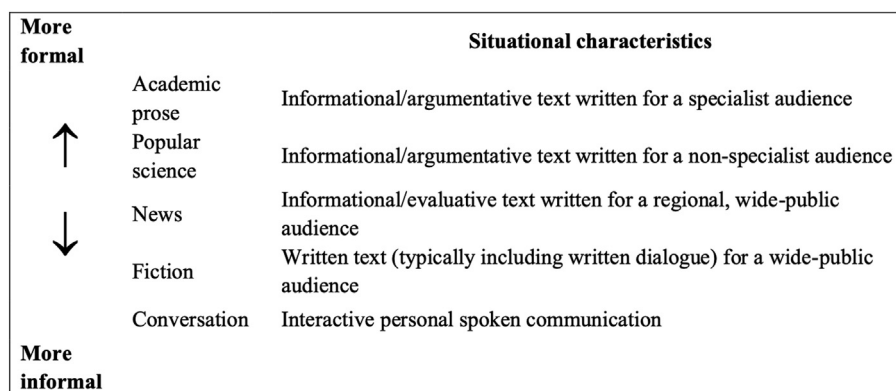 More
formal
Situational characteristics
Academic
prose
Informational/argumentative text written for a specialist audience
Popular
science
Informational/argumentative text written for a non-specialist audience
News
Informational/evaluative text written for a regional, wide-public
audience
Fiction
Written text (typically including written dialogue) for a wide-public
audience
Conversation
Interactive personal spoken communication
More
informal